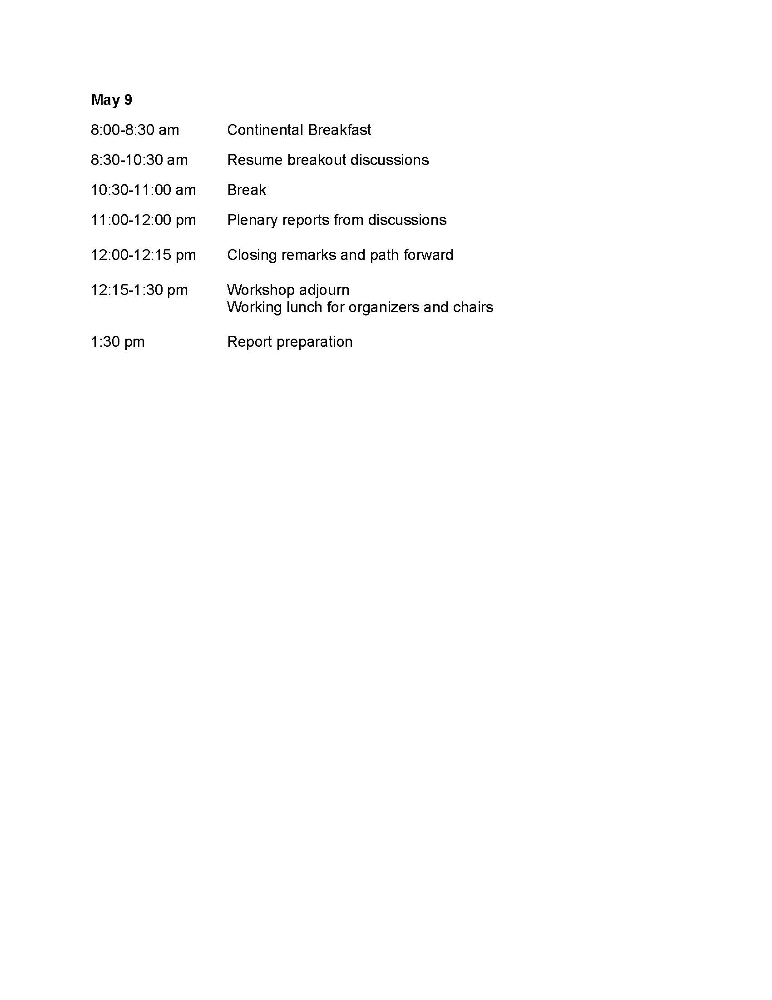 May 9
8:00-8:30 am Continental Breakfast
8:30-10:30 am Resume breakout discussions
10:30-11:00 am Break
11:00-12:00 pm Plenary reports from discussions
12:00-12:15 pm Closing remarks and path forward
12:15-1:30 pm Workshop adjourn
Working lunch for organizers and chairs
1:30 pm Report preparation